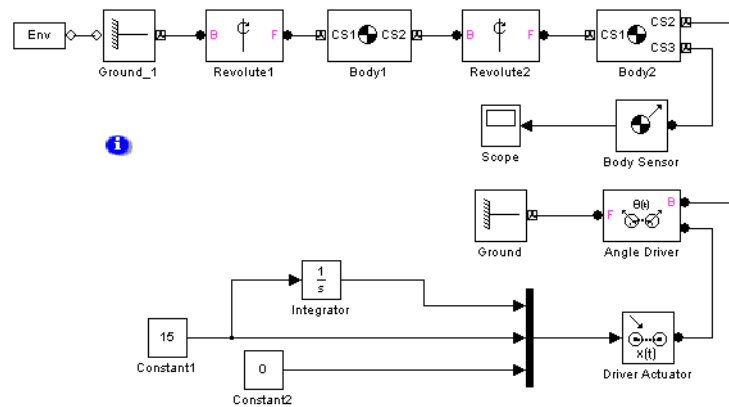 Env
Ground_1
B
F
Revolute1
CS1
CS2
Body1
B
F
Revolute2
CS1
CS2
CS3
Body2
i
Scope
Body Sensor
Ground
F
θ(t)
B
Angle Driver
1
s
Integrator
15
Constant1
0
Constant2
x(t)
Driver Actuator